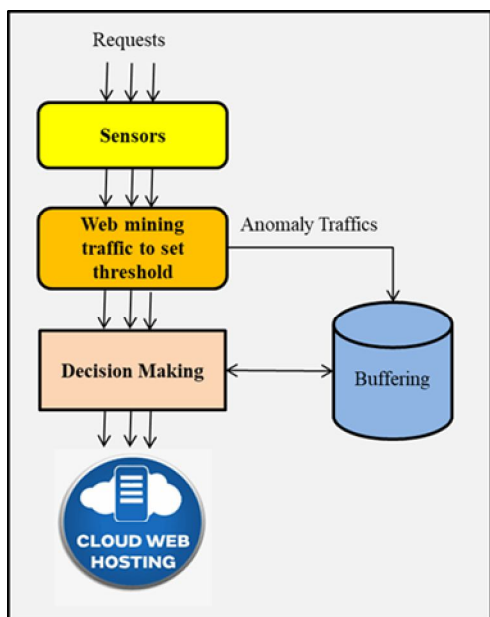 Requests
Sensors
Web mining
traffic to set
threshold
Anomaly Traffics
Decision Making
Buffering
CLOUD WEB
HOSTING